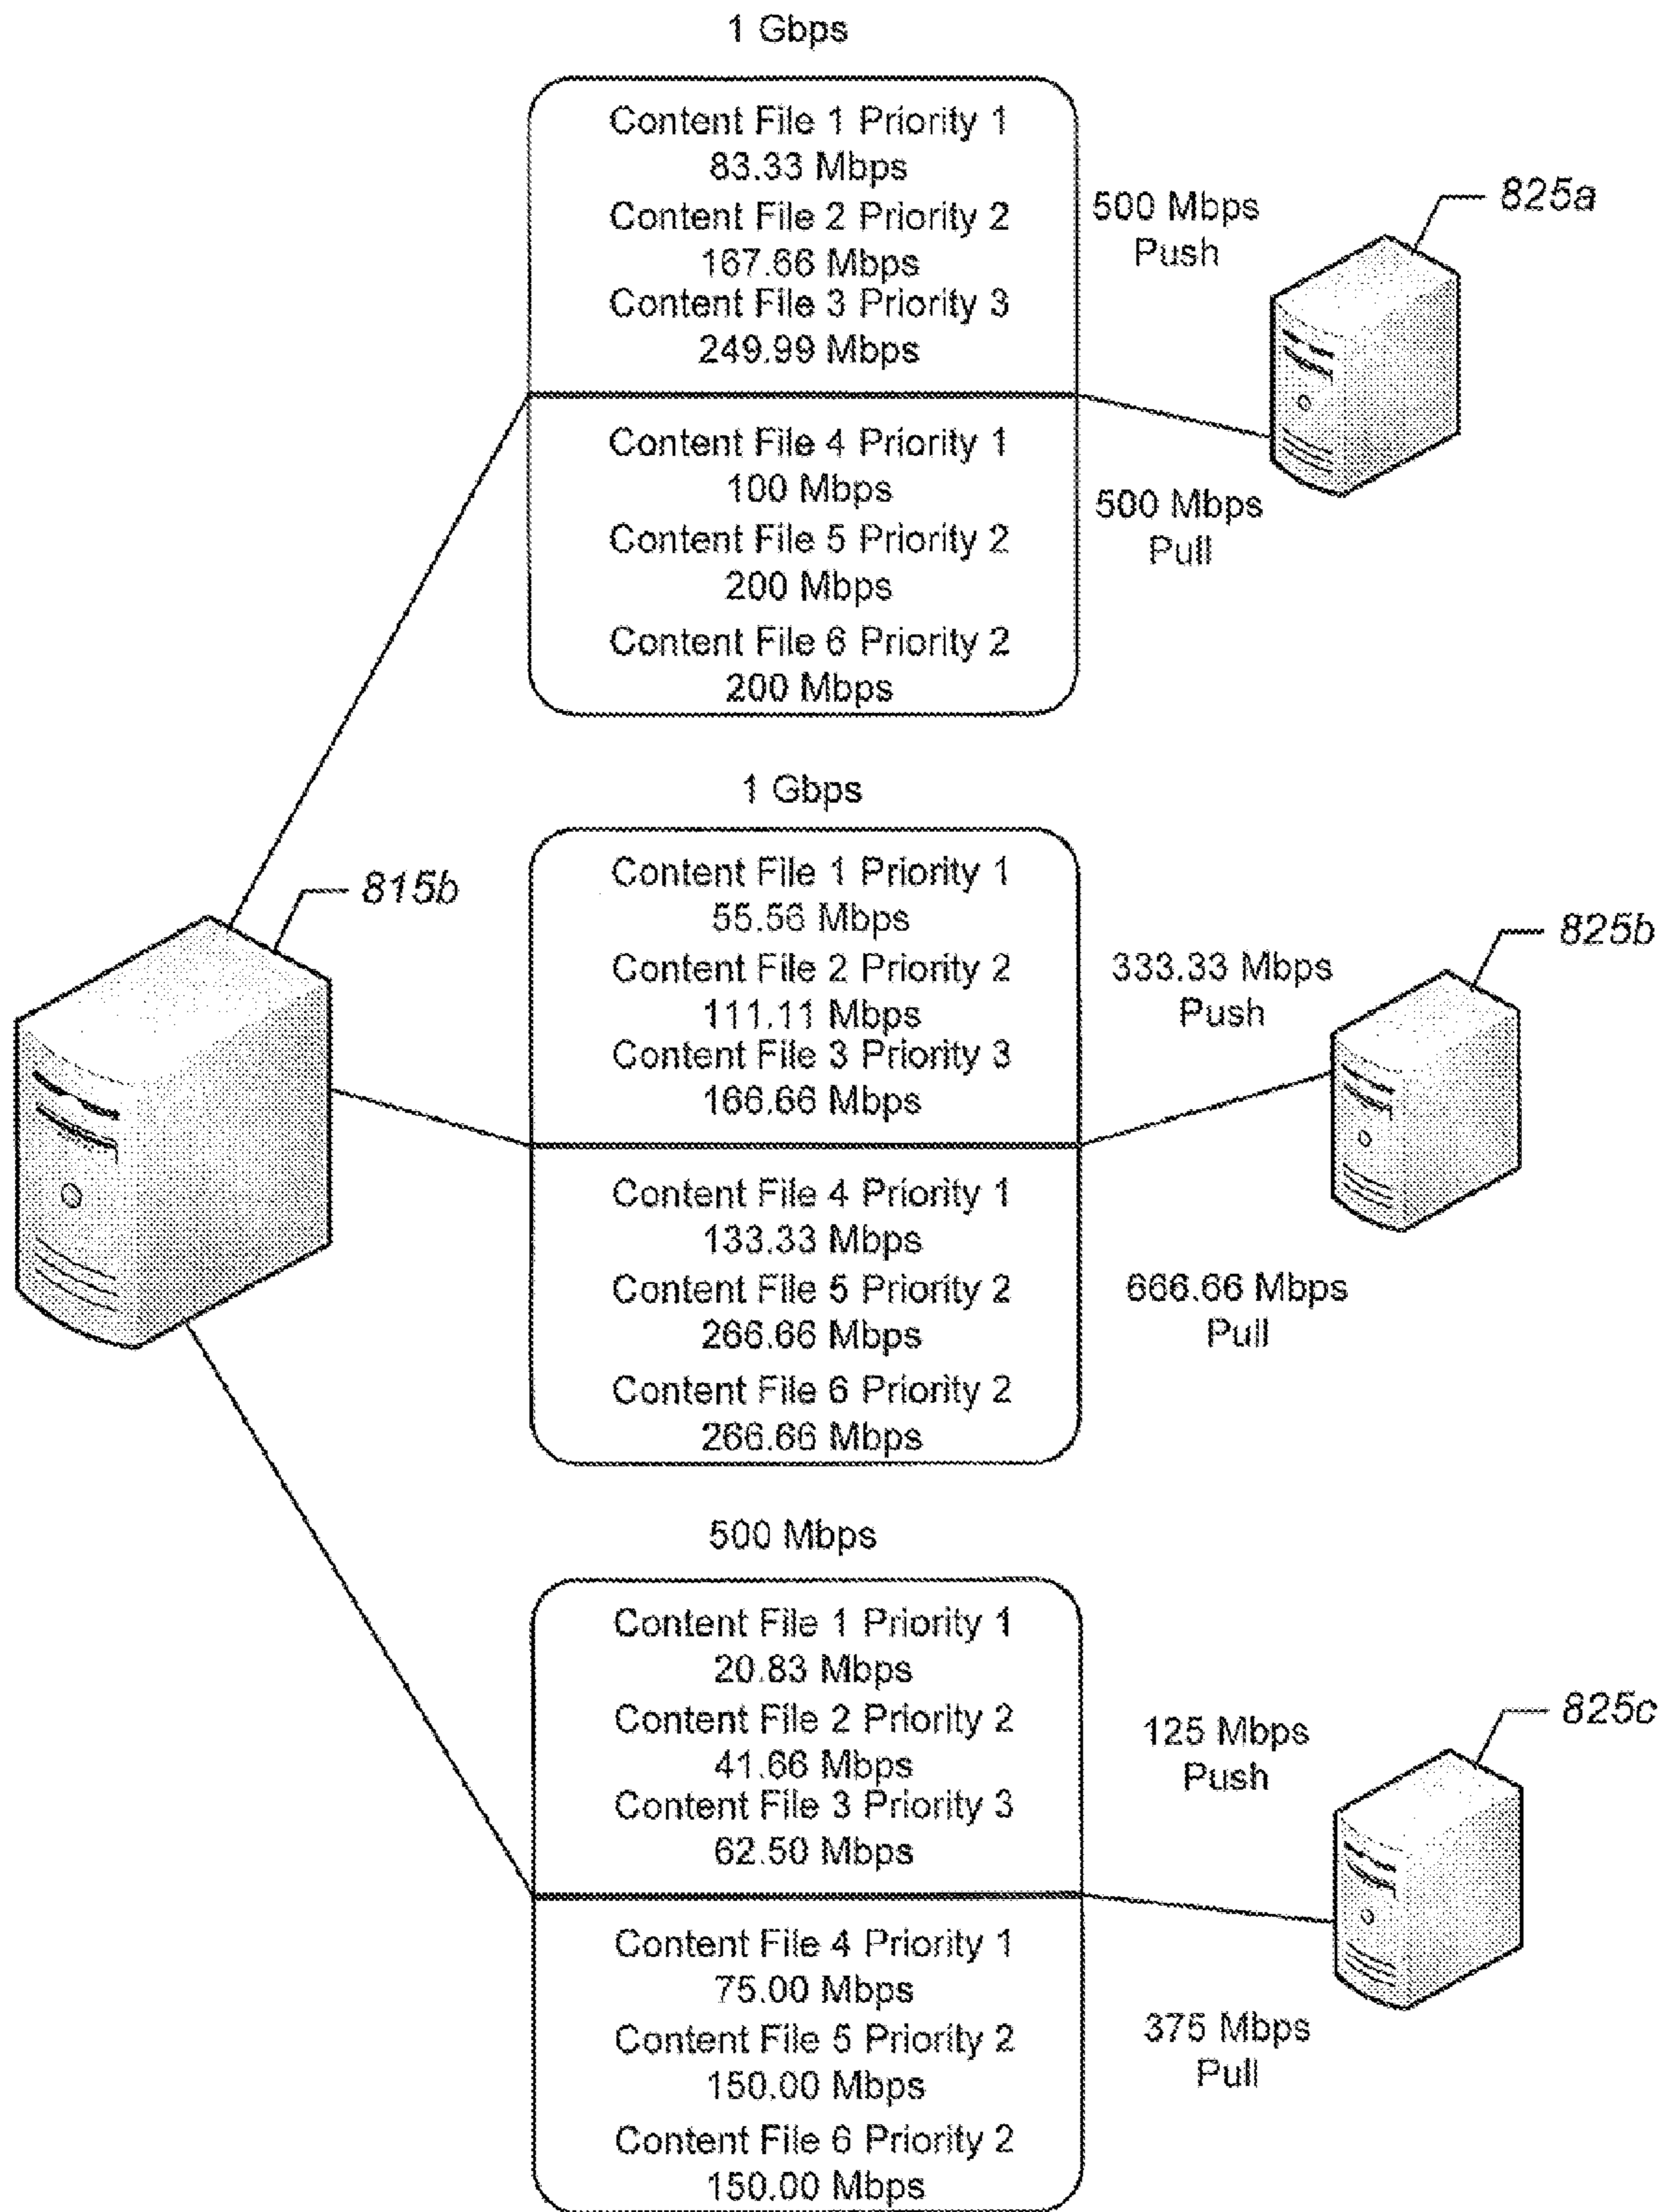 1 Gbps
Content File 1 Priority 1
83.33 Mbps
Content File 2 Priority 2
167.66 Mbps
Content File 3 Priority 3
249.99 Mbps
500 Mbps
Push
825a
Content File 4 Priority 1
100 Mbps
Content File 5 Priority 2
200 Mbps
Content File 6 Priority 2
200 Mbps
500 Mbps
Pull
1 Gbps
815b
Content File 1 Priority 1
55.56 Mbps
Content File 2 Priority 2
111.11 Mbps
Content File 3 Priority 3
166.66 Mbps
333.33 Mbps
Push
825b
Content File 4 Priority 1
133.33 Mbps
Content File 5 Priority 2
266.66 Mbps
Content File 6 Priority 2
266.66 Mbps
666.66 Mbps
Pull
500 Mbps
Content File 1 Priority 1
20.83 Mbps
Content File 2 Priority 2
41.66 Mbps
Content File 3 Priority 3
62.50 Mbps
125 Mbps
Push
825c
Content File 4 Priority 1
75.00 Mbps
Content File 5 Priority 2
150.00 Mbps
Content File 6 Priority 2
150.00 Mbps
375 Mbps
Pull